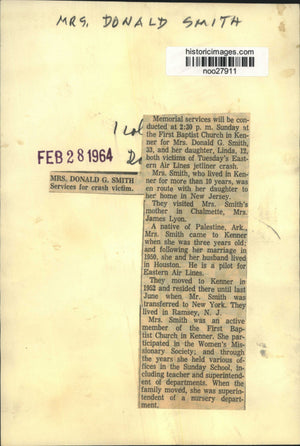 MRS. DONALD SMITH
historicimages.com
noo27911
1 col
FEB 28 1964
MRS. DONALD G. SMITH
Services for crash victim.
Memorial services will be con-
ducted at 2:30 p. m. Sunday at
the First Baptist Church in Ken-
ner for Mrs. Donald G. Smith,
33, and her daughter, Linda, 12,
both victims of Tuesday's East-
ern Air Lines jetliner crash.
Mrs. Smith, who lived in Ken-
ner for more than 10 years, was
en route with her daughter to
her home in New Jersey.
They visited Mrs. Smith's
mother in Chalmette, Mrs.
James Lyon.
A native of Palestine, Ark.,
Mrs. Smith came to Kenner
when she was three years old;
and following her marriage in
1950, she and her husband lived
in Houston. He is a pilot for
Eastern Air Lines.
They moved to Kenner in
1952 and resided there until last
June when Mr. Smith was
transferred to New York. They
lived in Ramsey, N. J.
Mrs. Smith was an active
member of the First Bap-
tist Church in Kenner. She par-
ticipated in the Women's Mis-
sionary Society; and through
the years she held various of-
fices in the Sunday School, in-
cluding teacher and superintend-
ent of departments. When the
family moved, she was superin-
tendent of a nursery depart-
ment.